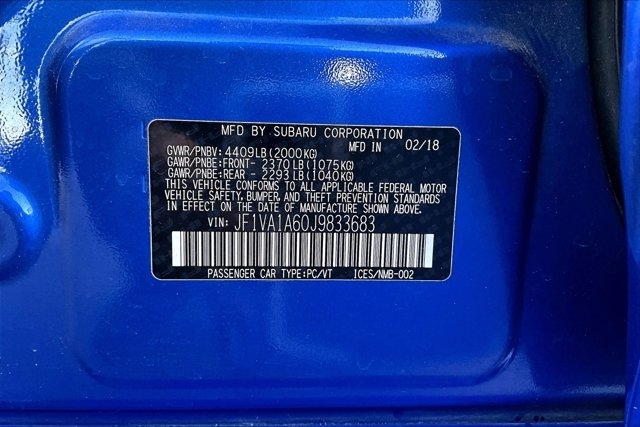 MFD BY SUBARU CORPORATION
GVWR/PNBV: 4409LB(2000KG) MFD IN 02/18
GAWR/PNBE:FRONT- 2370LB(1075KG)
GAWR/PNBE:REAR - 2293LB(1040KG)
THIS VEHICLE CONFORMS TO ALL APPLICABLE FEDERAL MOTOR
VEHICLE SAFETY, BUMPER, AND THEFT PREVENTION STANDARDS
IN EFFECT ON THE DATE OF MANUFACTURE SHOWN ABOVE.
VIN: JF1VA1A60J9833683
PASSENGER CAR TYPE:PC/VT ICES/NMB-002